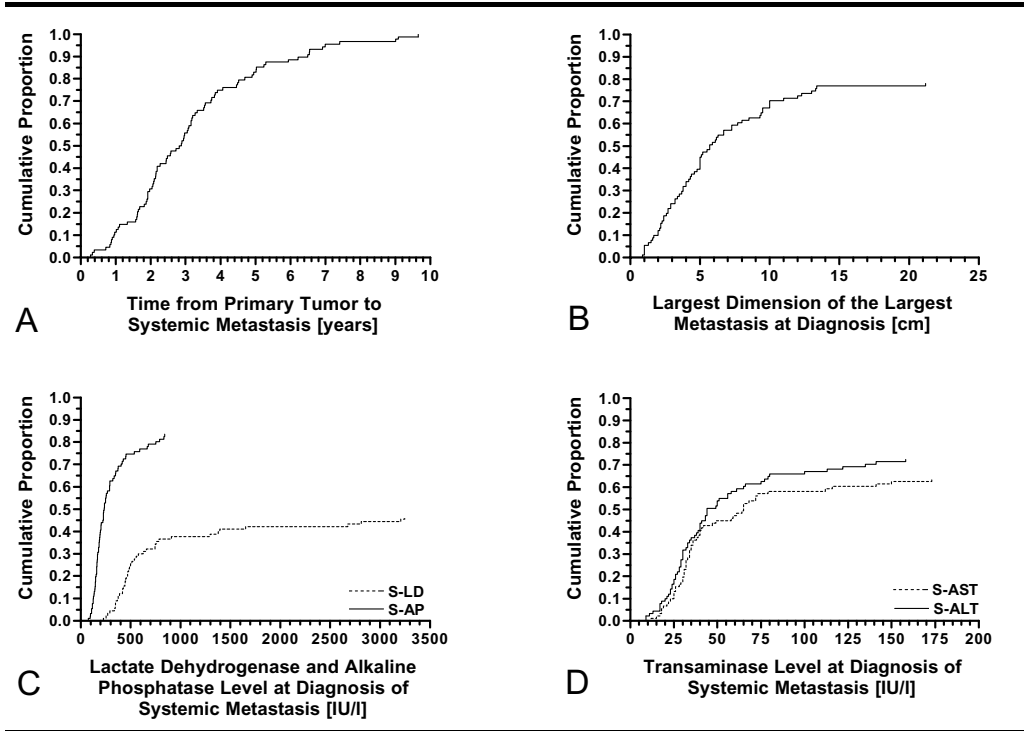 Cumulative Proportion
1.0
0.9
0.8
0.7
0.6
0.5
0.4
0.3
0.2
0.1
0.0
0 1 2 3 4 5 6 7 8 9 10
Time from Primary Tumor to
Systemic Metastasis [years]
A
Cumulative Proportion
1.0
0.9
0.8
0.7
0.6
0.5
0.4
0.3
0.2
0.1
0.0
0 5 10 15 20 25
Largest Dimension of the Largest
Metastasis at Diagnosis [cm]
B
Cumulative Proportion
1.0
0.9
0.8
0.7
0.6
0.5
0.4
0.3
0.2
0.1
0.0
S-LD
S-AP
0 500 1000 1500 2000 2500 3000 3500
Lactate Dehydrogenase and Alkaline
Phosphatase Level at Diagnosis of
Systemic Metastasis [IU/l]
C
Cumulative Proportion
1.0
0.9
0.8
0.7
0.6
0.5
0.4
0.3
0.2
0.1
0.0
S-AST
S-ALT
0 25 50 75 100 125 150 175 200
Transaminase Level at Diagnosis of
Systemic Metastasis [IU/l]
D